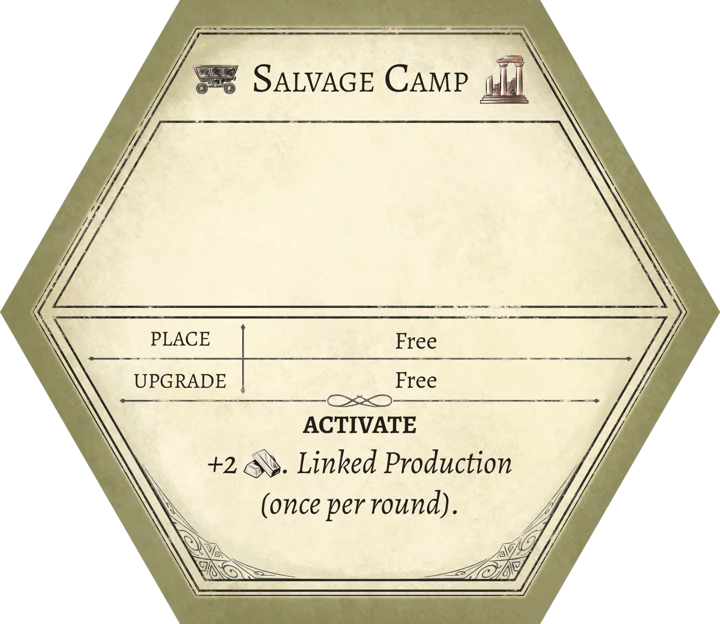 Salvage Camp
PLACE Free
UPGRADE Free
ACTIVATE
+2 . Linked Production
(once per round).